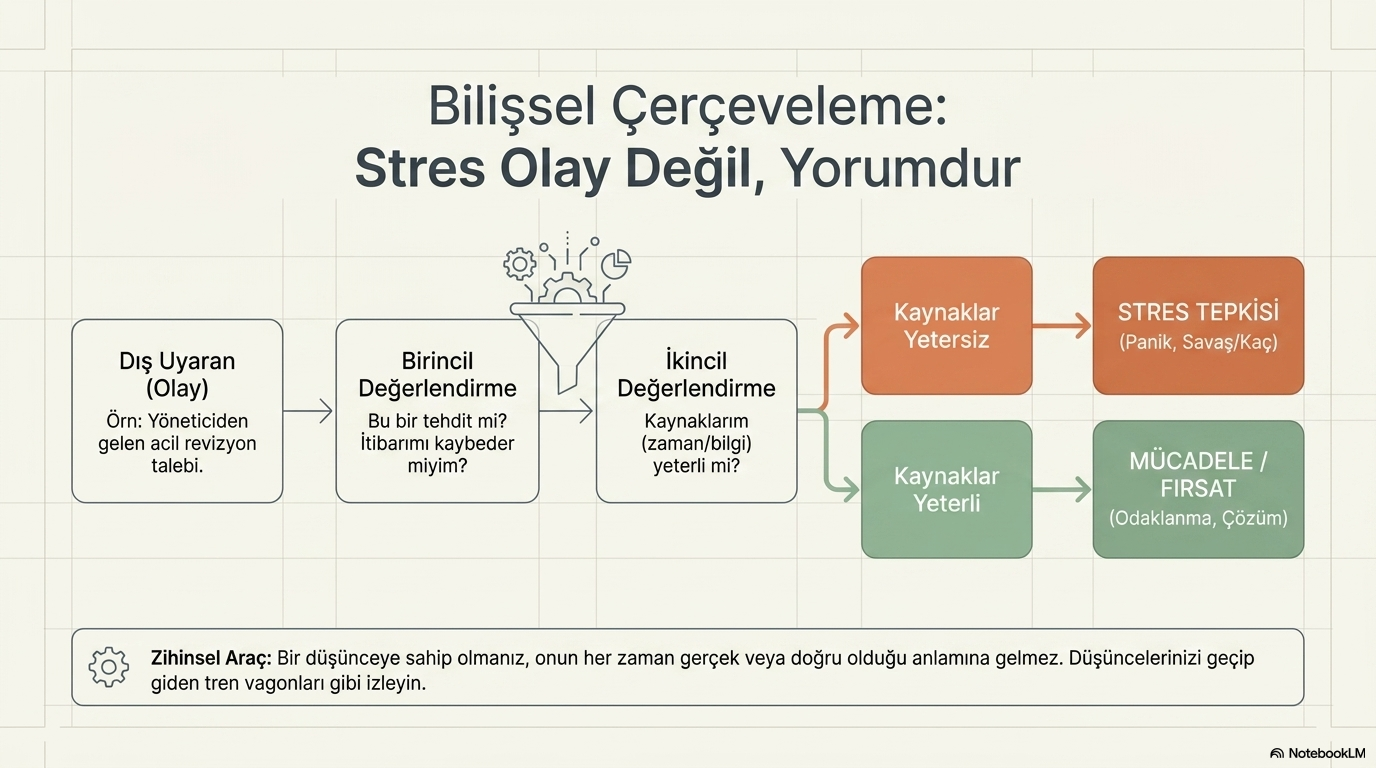 Bilişsel Çerçeveleme:
Stres Olay Değil, Yorumdur
Dış Uyaran
(Olay)
Örn: Yöneticiden
gelen acil revizyon
talebi.
Birincil
Değerlendirme
Bu bir tehdit mi?
İtibarımı kaybeder
miyim?
İkincil
Değerlendirme
Kaynaklarım
(zaman/bilgi)
yeterli mi?
Kaynaklar
Yetersiz
STRES TEPKİSİ
(Panik, Savaş/Kaç)
Kaynaklar
Yeterli
MÜCADELE /
FIRSAT
(Odaklanma, Çözüm)
Zihinsel Araç: Bir düşünceye sahip olmanız, onun her zaman gerçek veya doğru olduğu anlamına gelmez. Düşüncelerinizi geçip
giden tren vagonları gibi izleyin.
NotebookLM